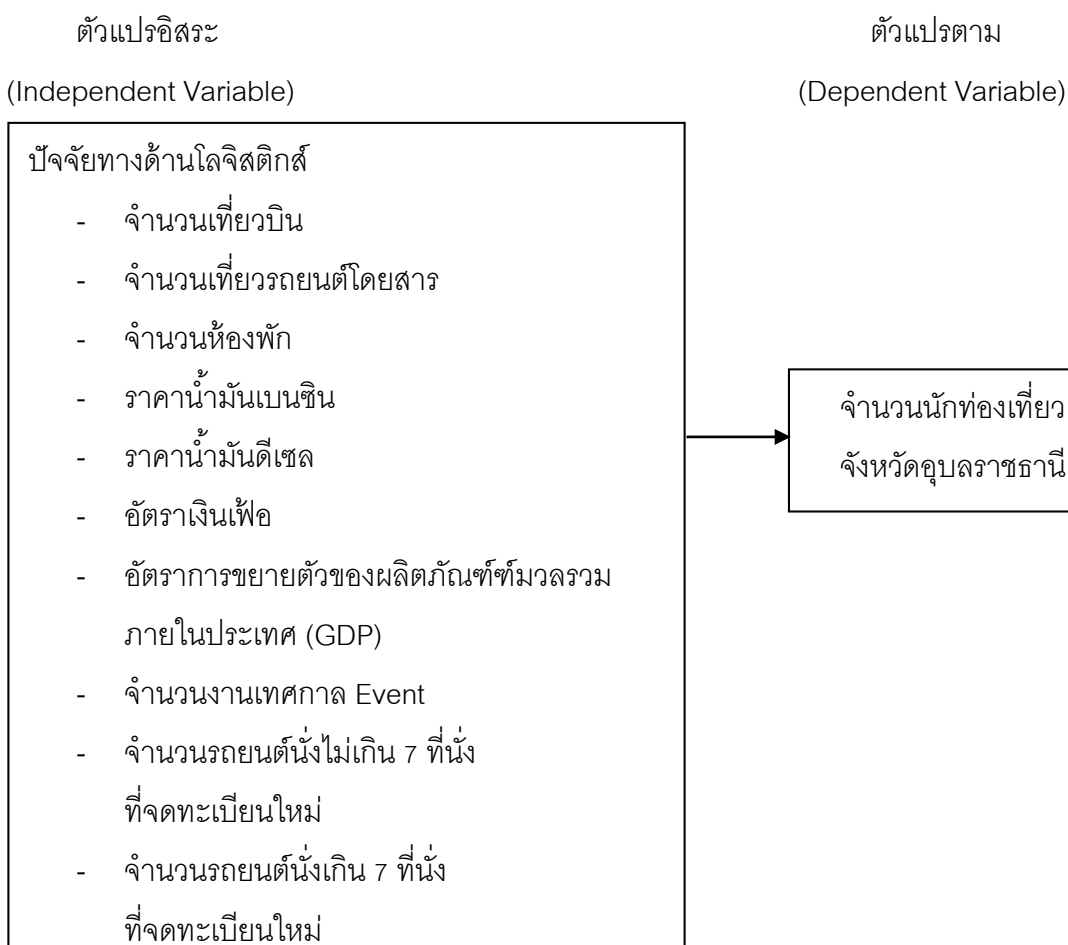 ตัวแปรอิสระ
(Independent Variable)
ตัวแปรตาม
(Dependent Variable)
ปัจจัยทางด้านโลจิสติกส์
- จำนวนเที่ยวบิน
- จำนวนเที่ยวรถยนต์โดยสาร
- จำนวนห้องพัก
- ราคาน้ำมันเบนซิน
- ราคาน้ำมันดีเซล
- อัตราเงินเฟ้อ
- อัตราการขยายตัวของผลิตภัณฑ์ฑ์มวลรวม
ภายในประเทศ (GDP)
- จำนวนงานเทศกาล Event
- จำนวนรถยนต์นั่งไม่เกิน 7 ที่นั่ง
ที่จดทะเบียนใหม่
- จำนวนรถยนต์นั่งเกิน 7 ที่นั่ง
ที่จดทะเบียนใหม่
จำนวนนักท่องเที่ยว
จังหวัดอุบลราชธานี